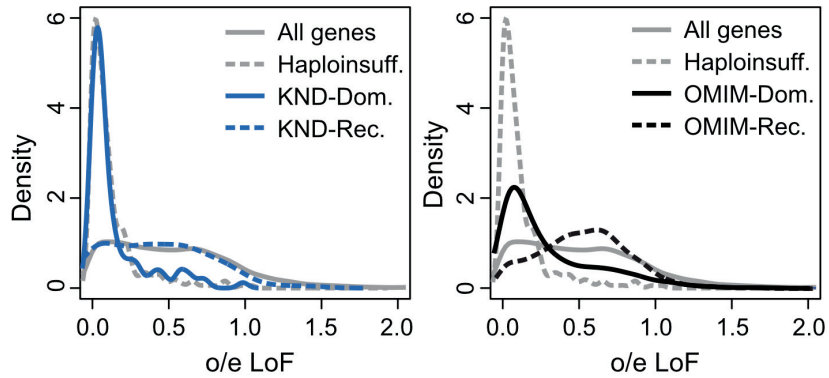 Density
6
4
2
0
All genes
Haploinsuff.
KND-Dom.
KND-Rec.
0.0 0.5 1.0 1.5 2.0
o/e LoF
Density
6
4
2
0
All genes
Haploinsuff.
OMIM-Dom.
OMIM-Rec.
0.0 0.5 1.0 1.5 2.0
o/e LoF